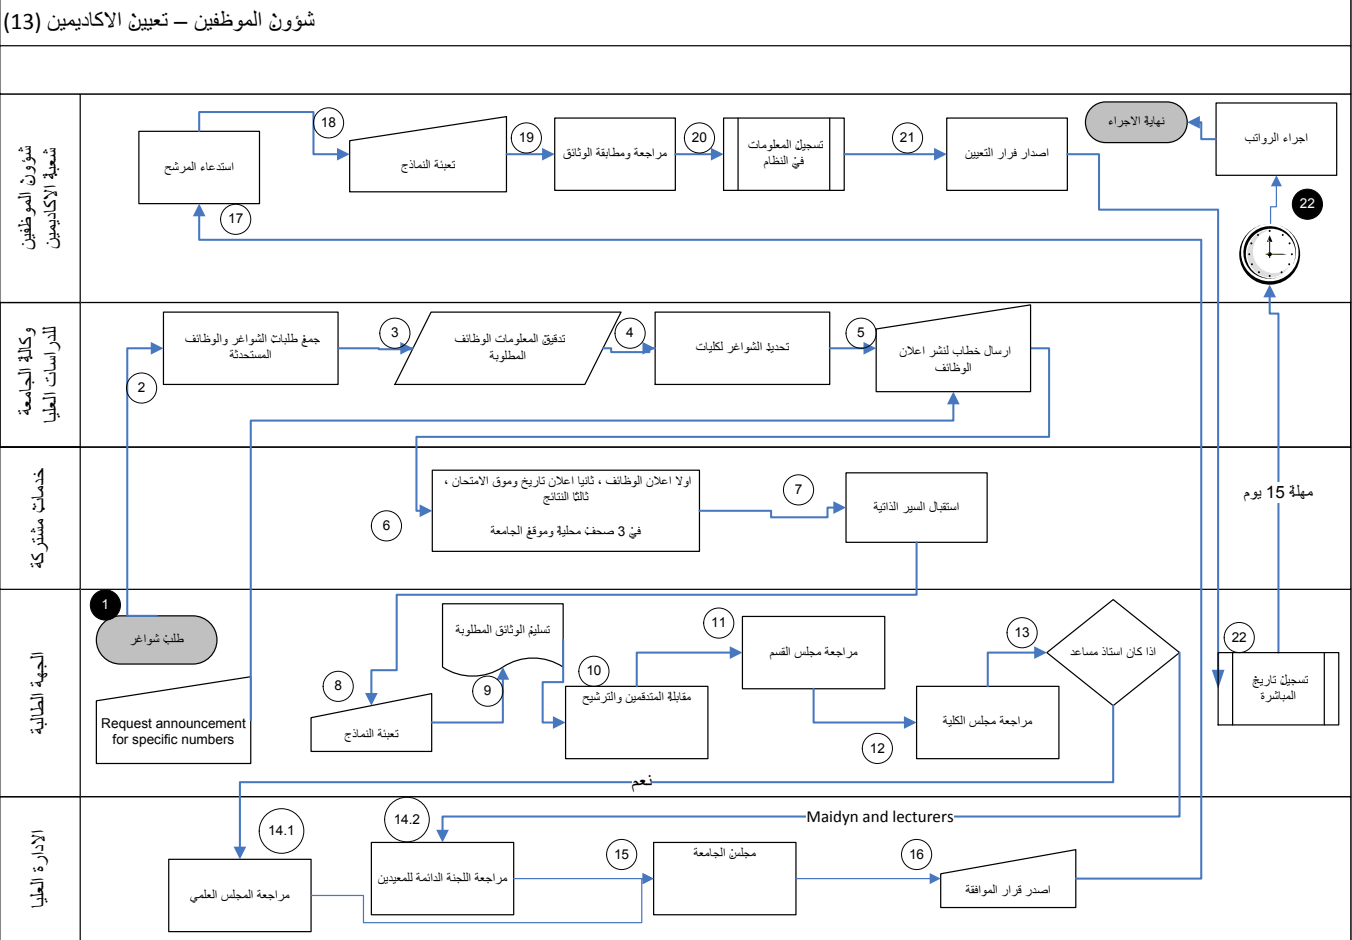 شؤون الموظفين – تعيين الاكاديمين (13)
شؤوون الموظفين
شعبة الاكاديمين
استدعاء المرشح
17
18
تعبئة النماذج
19
مراجعة ومطابقة الوثائق
20
تسجيل المعلومات
في النظام
21
اصدار قرار التعيين
نهاية الاجراء
اجراء الرواتب
22
وكالة الجامعة
للدراسات العليا
2
جمع طلبات الشواغر والوظائف
المستحدثة
3
تدقيق المعلومات الوظائف
المطلوبة
4
تحديد الشواغر لكليات
5
ارسال خطاب لنشر اعلان
الوظائف
خدمات مشتركة
6
اولا اعلان الوظائف ، ثانيا اعلان تاريخ وموق الامتحان ،
ثالثا النتائج
في 3 صحف محلية وموقع الجامعة
7
استقبال السير الذاتية
مهلة 15 يوم
الجهة الطالبة
1
طلب شواغر
Request announcement
for specific numbers
8
تعبئة النماذج
9
تسليم الوثائق المطلوبة
10
مقابلة المتدقمين والترشيح
11
مراجعة مجلس القسم
12
مراجعة مجلس الكلية
13
اذا كان استاذ مساعد
22
تسجيل تاريخ
المباشرة
نعم
Maidyn and lecturers
الادارة العليا
14.1
مراجعة المجلس العلمي
14.2
مراجعة اللجنة الدائمة للمعيدين
15
مجلس الجامعة
16
اصدر قرار الموافقة